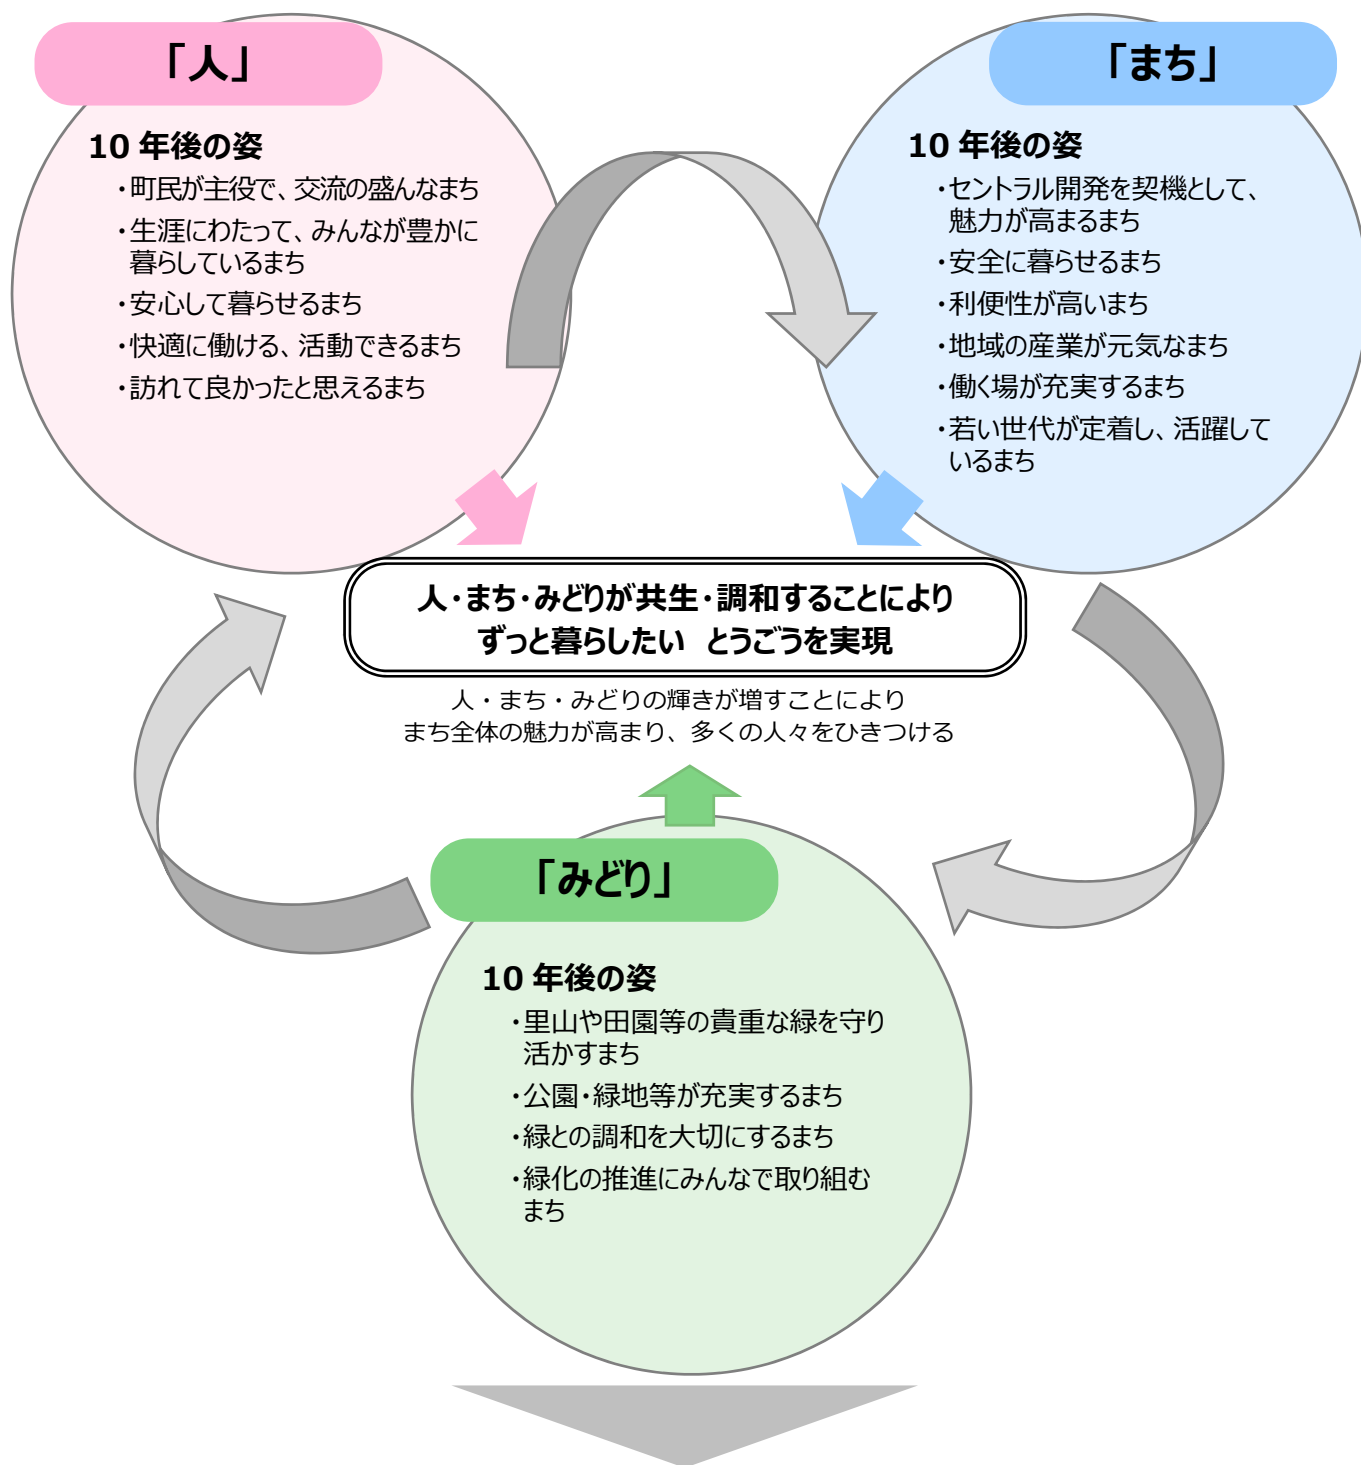 「人」
10 年後の姿
・町民が主役で、交流の盛んなまち
・生涯にわたって、みんなが豊かに
暮らしているまち
・安心して暮らせるまち
・快適に働ける、活動できるまち
・訪れて良かったと思えるまち
「まち」
10 年後の姿
・セントラル開発を契機として、
魅力が高まるまち
・安全に暮らせるまち
・利便性が高いまち
・地域の産業が元気なまち
・働く場が充実するまち
・若い世代が定着し、活躍して
いるまち
人・まち・みどりが共生・調和することにより
ずっと暮らしたい とうごうを実現
人・まち・みどりの輝きが増すことにより
まち全体の魅力が高まり、多くの人々をひきつける
「みどり」
10 年後の姿
・里山や田園等の貴重な緑を守り
活かすまち
・公園・緑地等が充実するまち
・緑との調和を大切にするまち
・緑化の推進にみんなで取り組む
まち